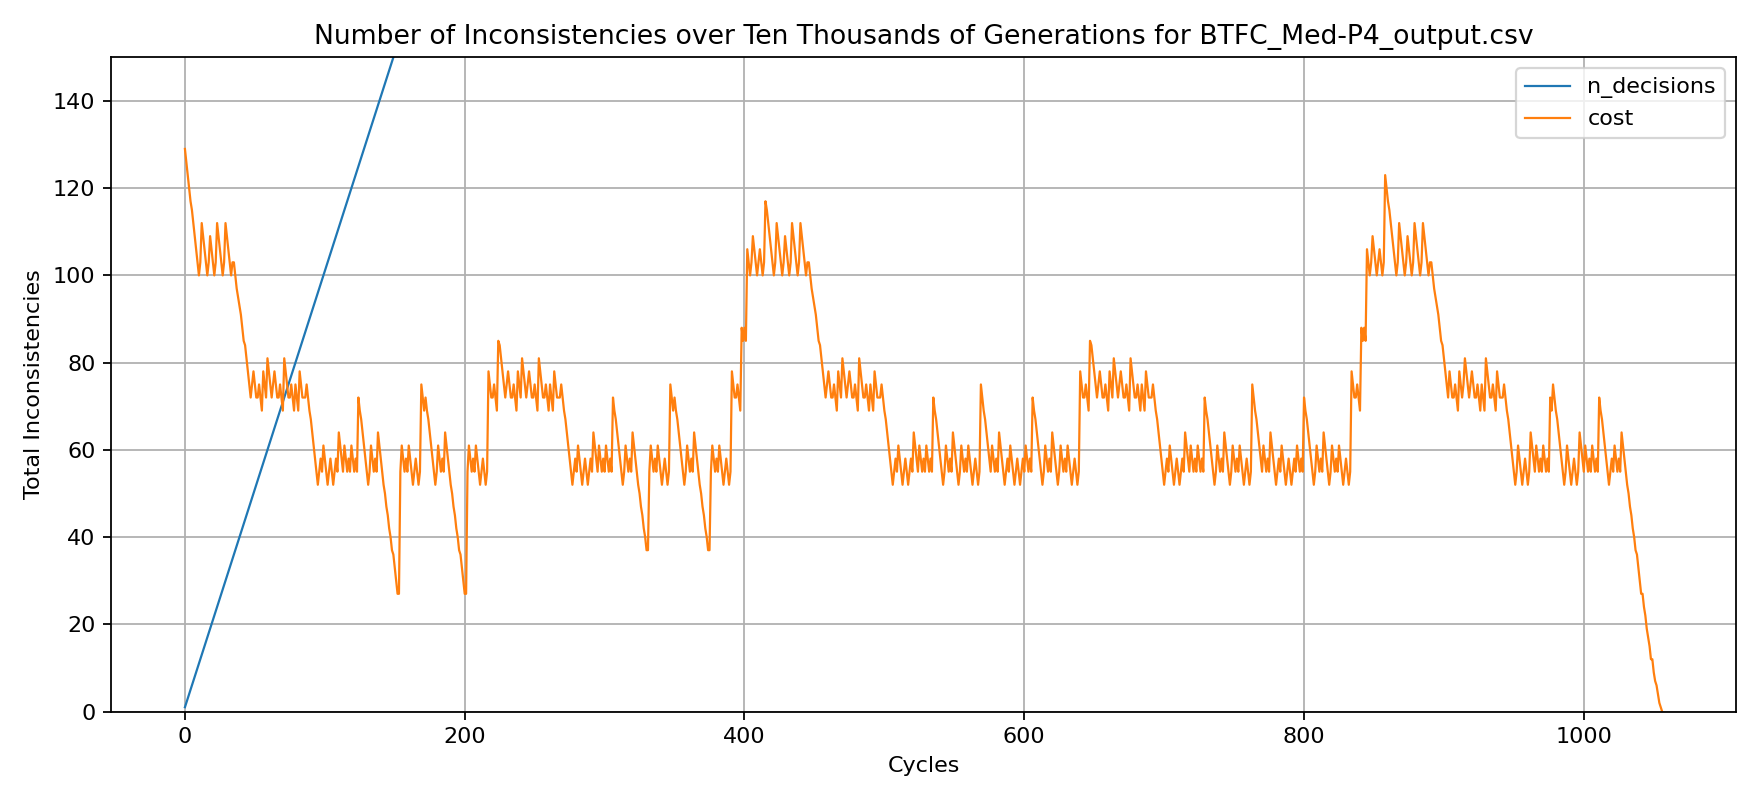 Number of Inconsistencies over Ten Thousands of Generations for BTFC_Med-P4_output.csv
n_decisions
cost
Total Inconsistencies
140
120
100
80
60
40
20
0
0 200 400 600 800 1000
Cycles